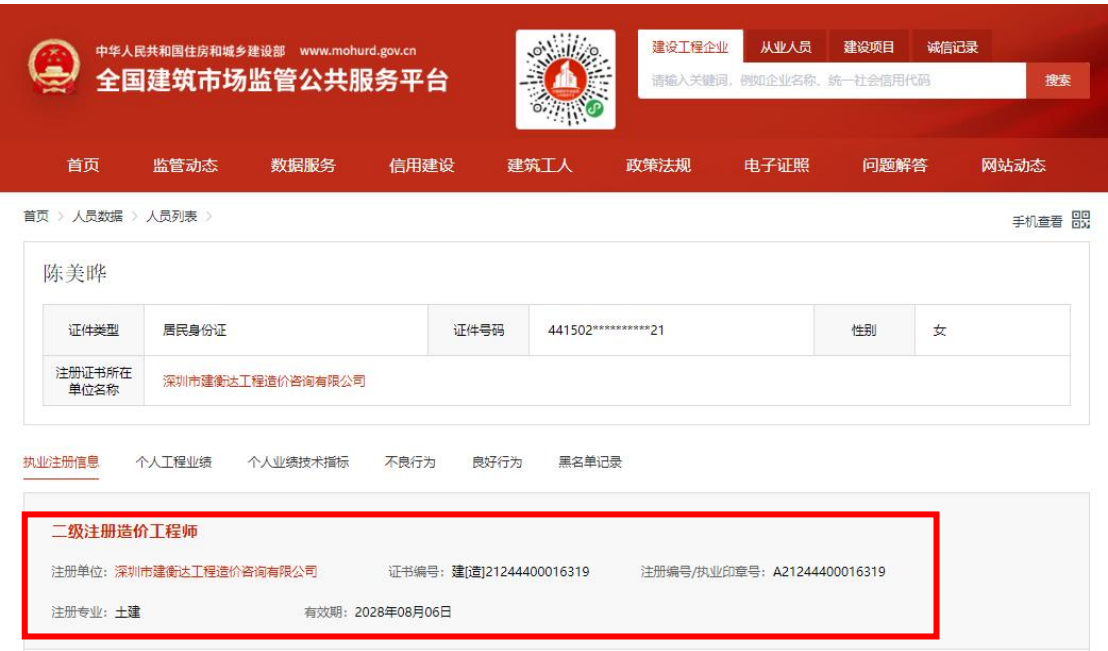 中华人民共和国住房和城乡建设部 www.mohurd.gov.cn
全国建筑市场监管公共服务平台
建设工程企业 从业人员 建设项目 诚信记录
请输入关键词，例如企业名称、统一社会信用代码 搜索
首页 监管动态 数据服务 信用建设 建筑工人 政策法规 电子证照 问题解答 网站动态
首页 > 人员数据 > 人员列表 >
手机查看
陈美晔
证件类型 居民身份证 证件号码 441502**********21 性别 女
注册证书所在
单位名称
深圳市建衡达工程造价咨询有限公司
执业注册信息 个人工程业绩 个人业绩技术指标 不良行为 良好行为 黑名单记录
二级注册造价工程师
注册单位：深圳市建衡达工程造价咨询有限公司 证书编号：建[造]21244400016319 注册编号/执业印章号：A21244400016319
注册专业：土建 有效期：2028年08月06日